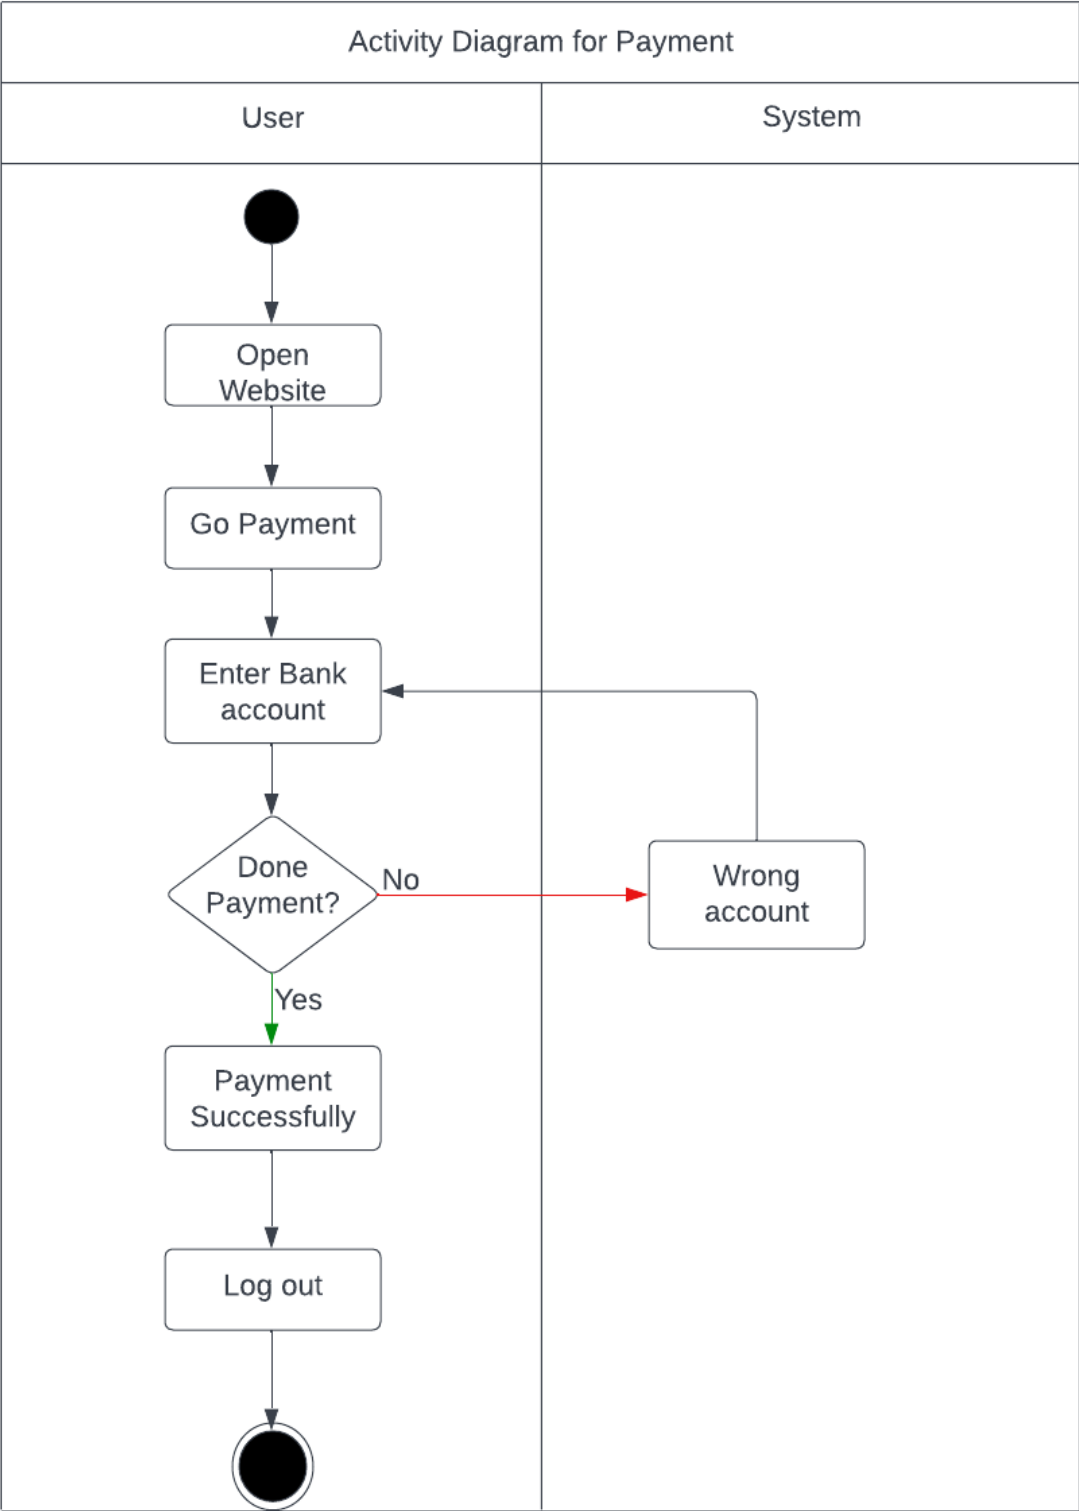 Activity Diagram for Payment
User
System
Open
Website
Go Payment
Enter Bank
account
Done
Payment?
No
Wrong
account
Yes
Payment
Successfully
Log out